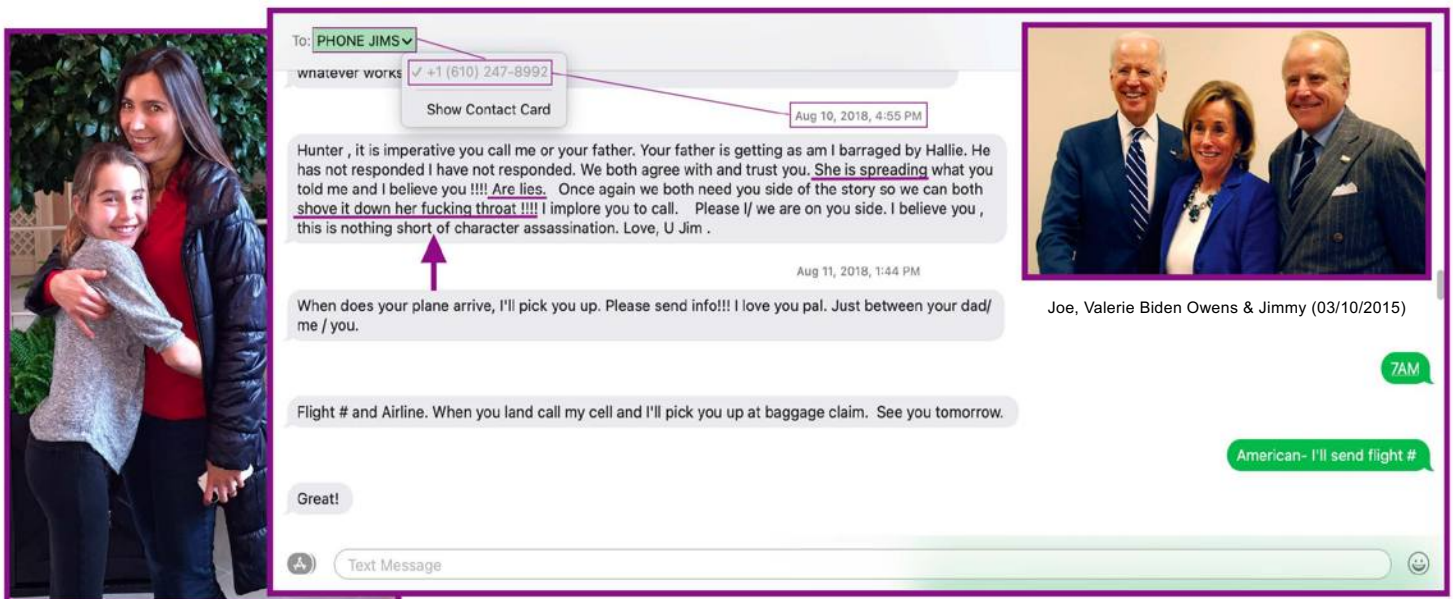 To: PHONE JIMS
whatever works
✓ +1 (610) 247-8992
Show Contact Card
Aug 10, 2018, 4:55 PM
Hunter , it is imperative you call me or your father. Your father is getting as am I barraged by Hallie. He
has not responded I have not responded. We both agree with and trust you. She is spreading what you
told me and I believe you !!!! Are lies. Once again we both need you side of the story so we can both
shove it down her fucking throat !!!! I implore you to call. Please I/ we are on you side. I believe you ,
this is nothing short of character assassination. Love, U Jim .
Aug 11, 2018, 1:44 PM
When does your plane arrive, I'll pick you up. Please send info!!! I love you pal. Just between your dad/
me / you.
Joe, Valerie Biden Owens & Jimmy (03/10/2015)
7AM
Flight # and Airline. When you land call my cell and I'll pick you up at baggage claim. See you tomorrow.
American- I'll send flight #
Great!
Text Message